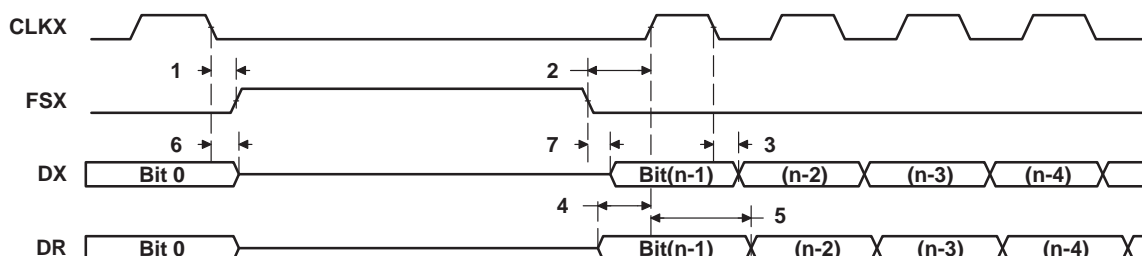 CLKX
1 2
FSX
6 7 3
DX Bit 0 Bit(n-1) (n-2) (n-3) (n-4)
4 5
DR Bit 0 Bit(n-1) (n-2) (n-3) (n-4)